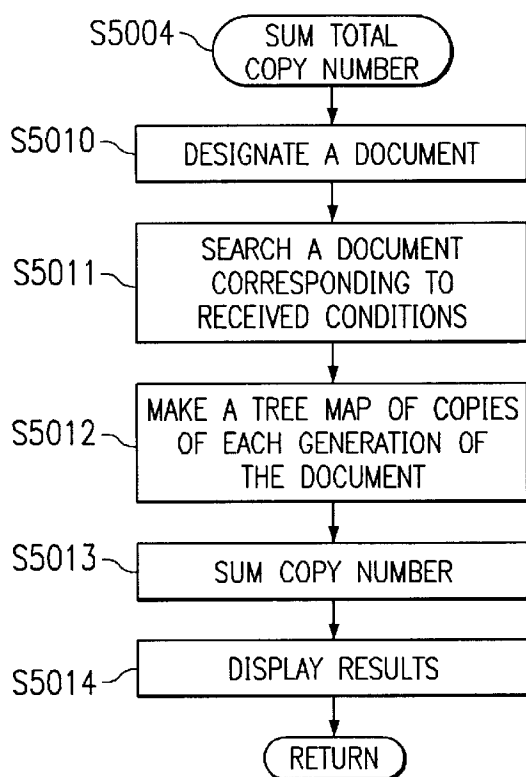 S5004
SUM TOTAL
COPY NUMBER
S5010
DESIGNATE A DOCUMENT
S5011
SEARCH A DOCUMENT
CORRESPONDING TO
RECEIVED CONDITIONS
S5012
MAKE A TREE MAP OF COPIES
OF EACH GENERATION OF
THE DOCUMENT
S5013
SUM COPY NUMBER
S5014
DISPLAY RESULTS
RETURN